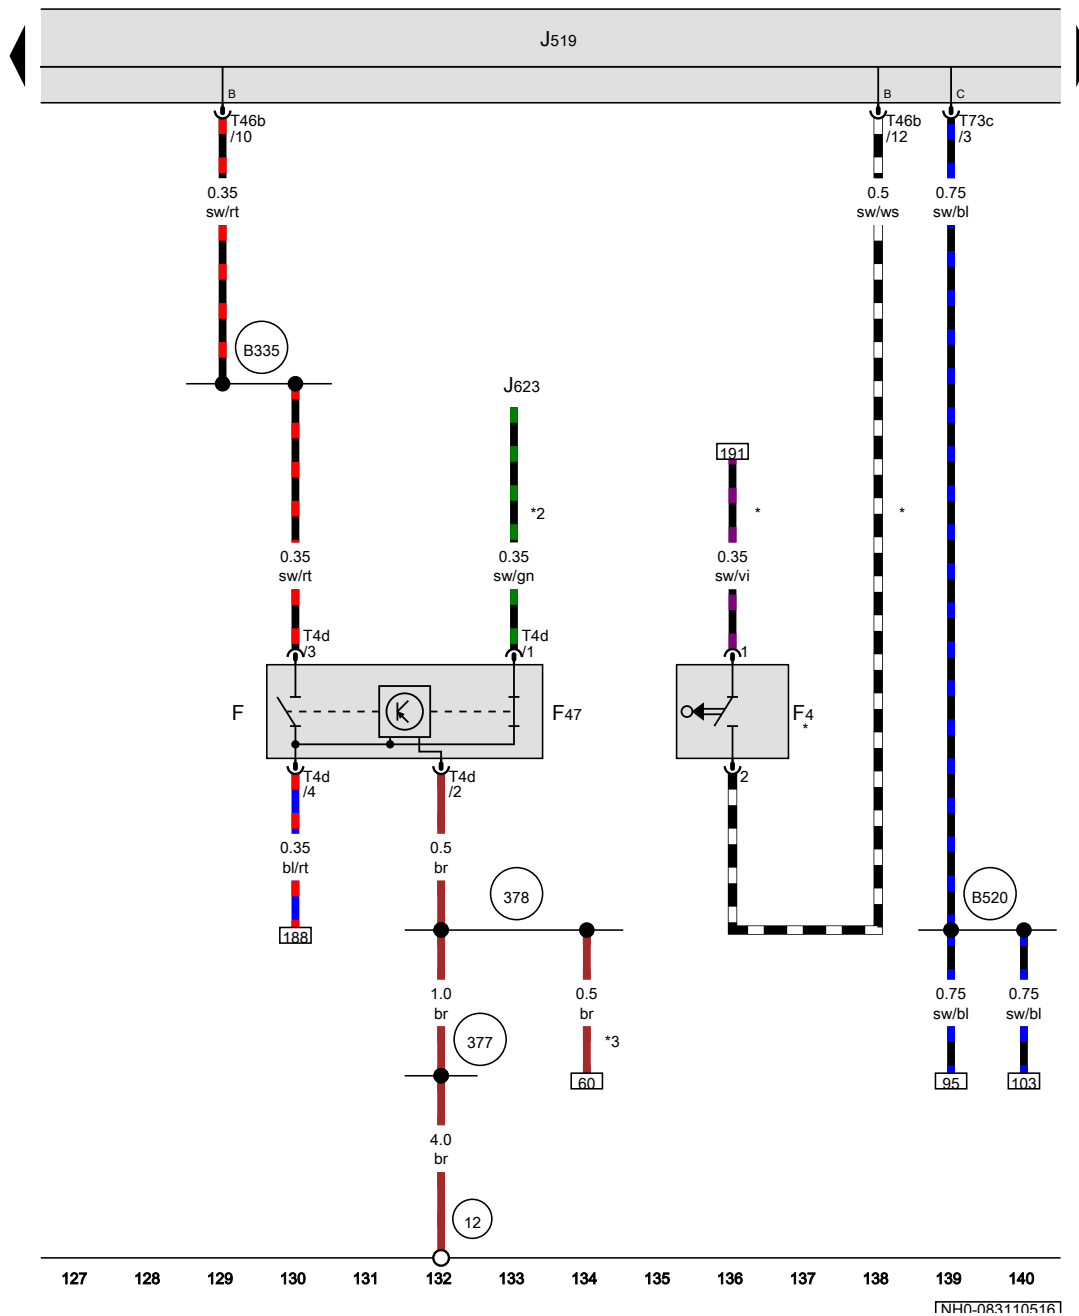 J519
B
B
C
T46b
/10
T46b
/12
T73c
/3
0.35
sw/rt
0.5
sw/ws
0.75
sw/bl
B335
J623
191
*2
*
*
0.35
sw/rt
0.35
sw/gn
0.35
sw/vi
T4d
/3
T4d
/1
1
F
F47
F4
*
T4d
/4
T4d
/2
2
0.35
bl/rt
0.5
br
378
B520
188
1.0
br
0.5
br
0.75
sw/bl
0.75
sw/bl
377
*3
60
95
103
4.0
br
12
127 128 129 130 131 132 133 134 135 136 137 138 139 140
NH0-083110516